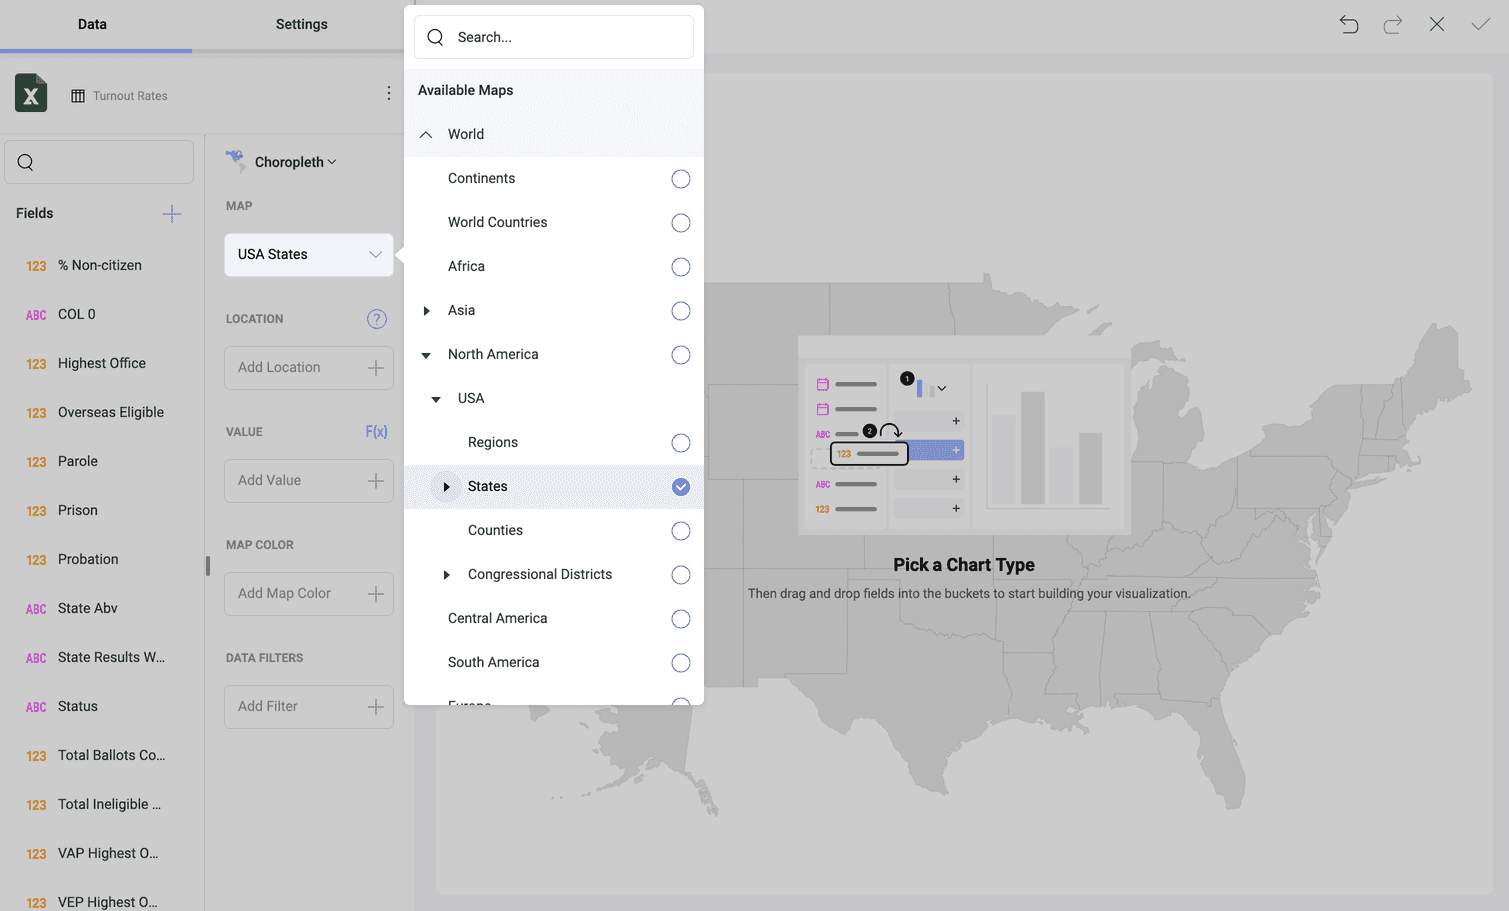 Data
Settings
Turnout Rates
Fields
123 % Non-citizen
ABC COL 0
123 Highest Office
123 Overseas Eligible
123 Parole
123 Prison
123 Probation
ABC State Abv
ABC State Results W...
ABC Status
123 Total Ballots Co...
123 Total Ineligible ...
123 VAP Highest O...
123 VEP Highest O...
Choropleth
MAP
USA States
LOCATION ?
Add Location
VALUE F(x)
Add Value
MAP COLOR
Add Map Color
DATA FILTERS
Add Filter
Search...
Available Maps
World
Continents
World Countries
Africa
Asia
North America
USA
Regions
States
Counties
Congressional Districts
Central America
South America
Europe
1
ABC 2
123
ABC
123
Pick a Chart Type
Then drag and drop fields into the buckets to start building your visualization.